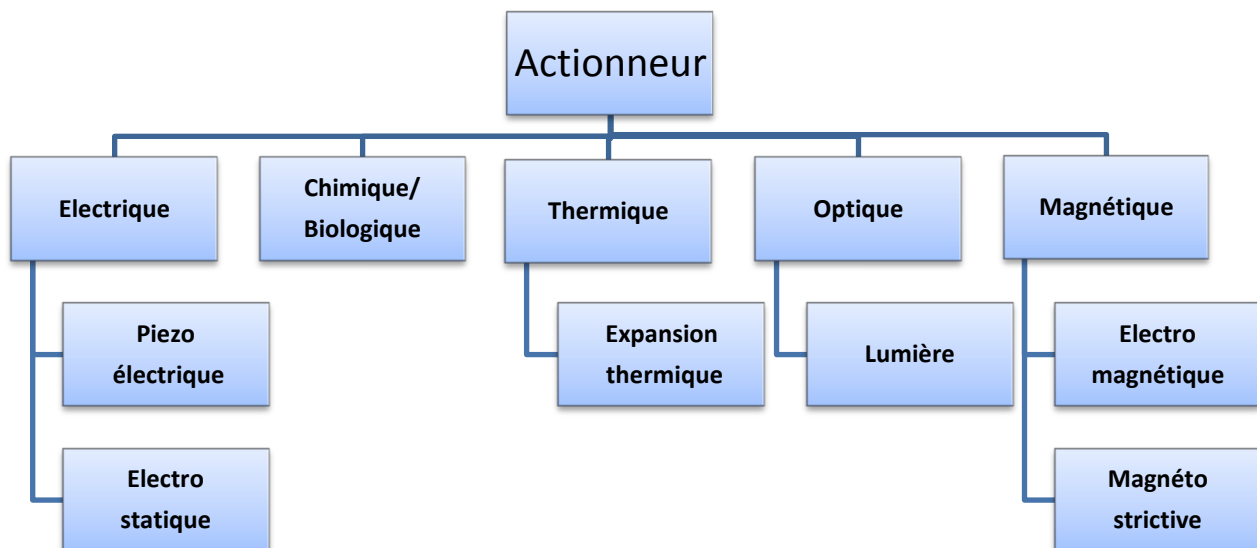 Actionneur
Electrique
Chimique/
Biologique
Thermique
Optique
Magnétique
Piezo
électrique
Expansion
thermique
Lumière
Electro
magnétique
Electro
statique
Magnéto
strictive